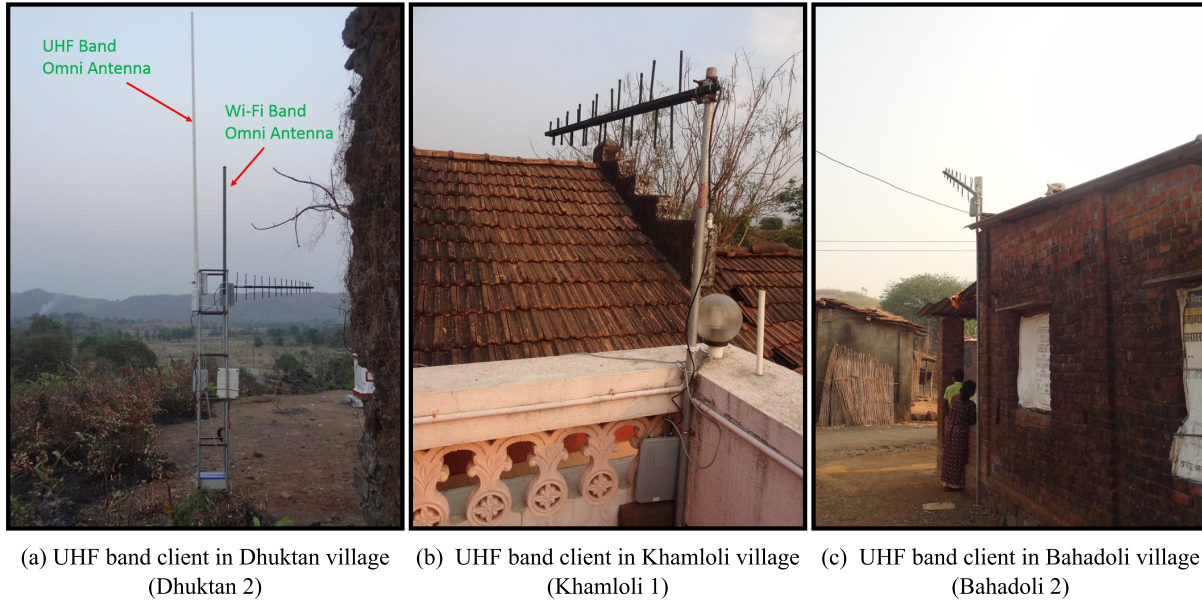 UHF Band
Omni Antenna
Wi-Fi Band
Omni Antenna
(a) UHF band client in Dhuktan village
(Dhuktan 2)
(b) UHF band client in Khamloli village
(Khamloli 1)
(c) UHF band client in Bahadoli village
(Bahadoli 2)